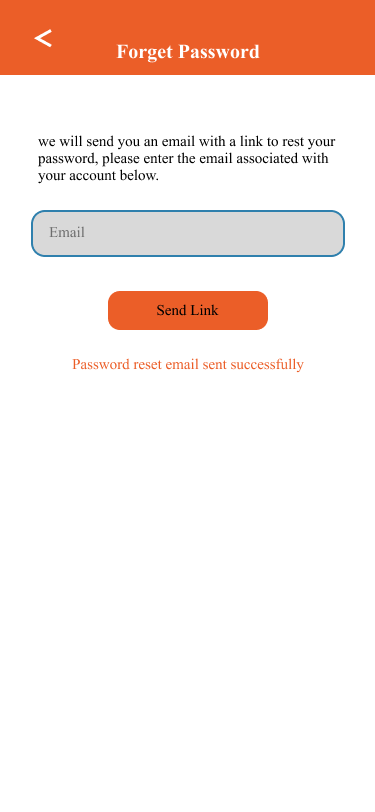 Forget Password
we will send you an email with a link to rest your
password, please enter the email associated with
your account below.
Email
Send Link
Password reset email sent successfully